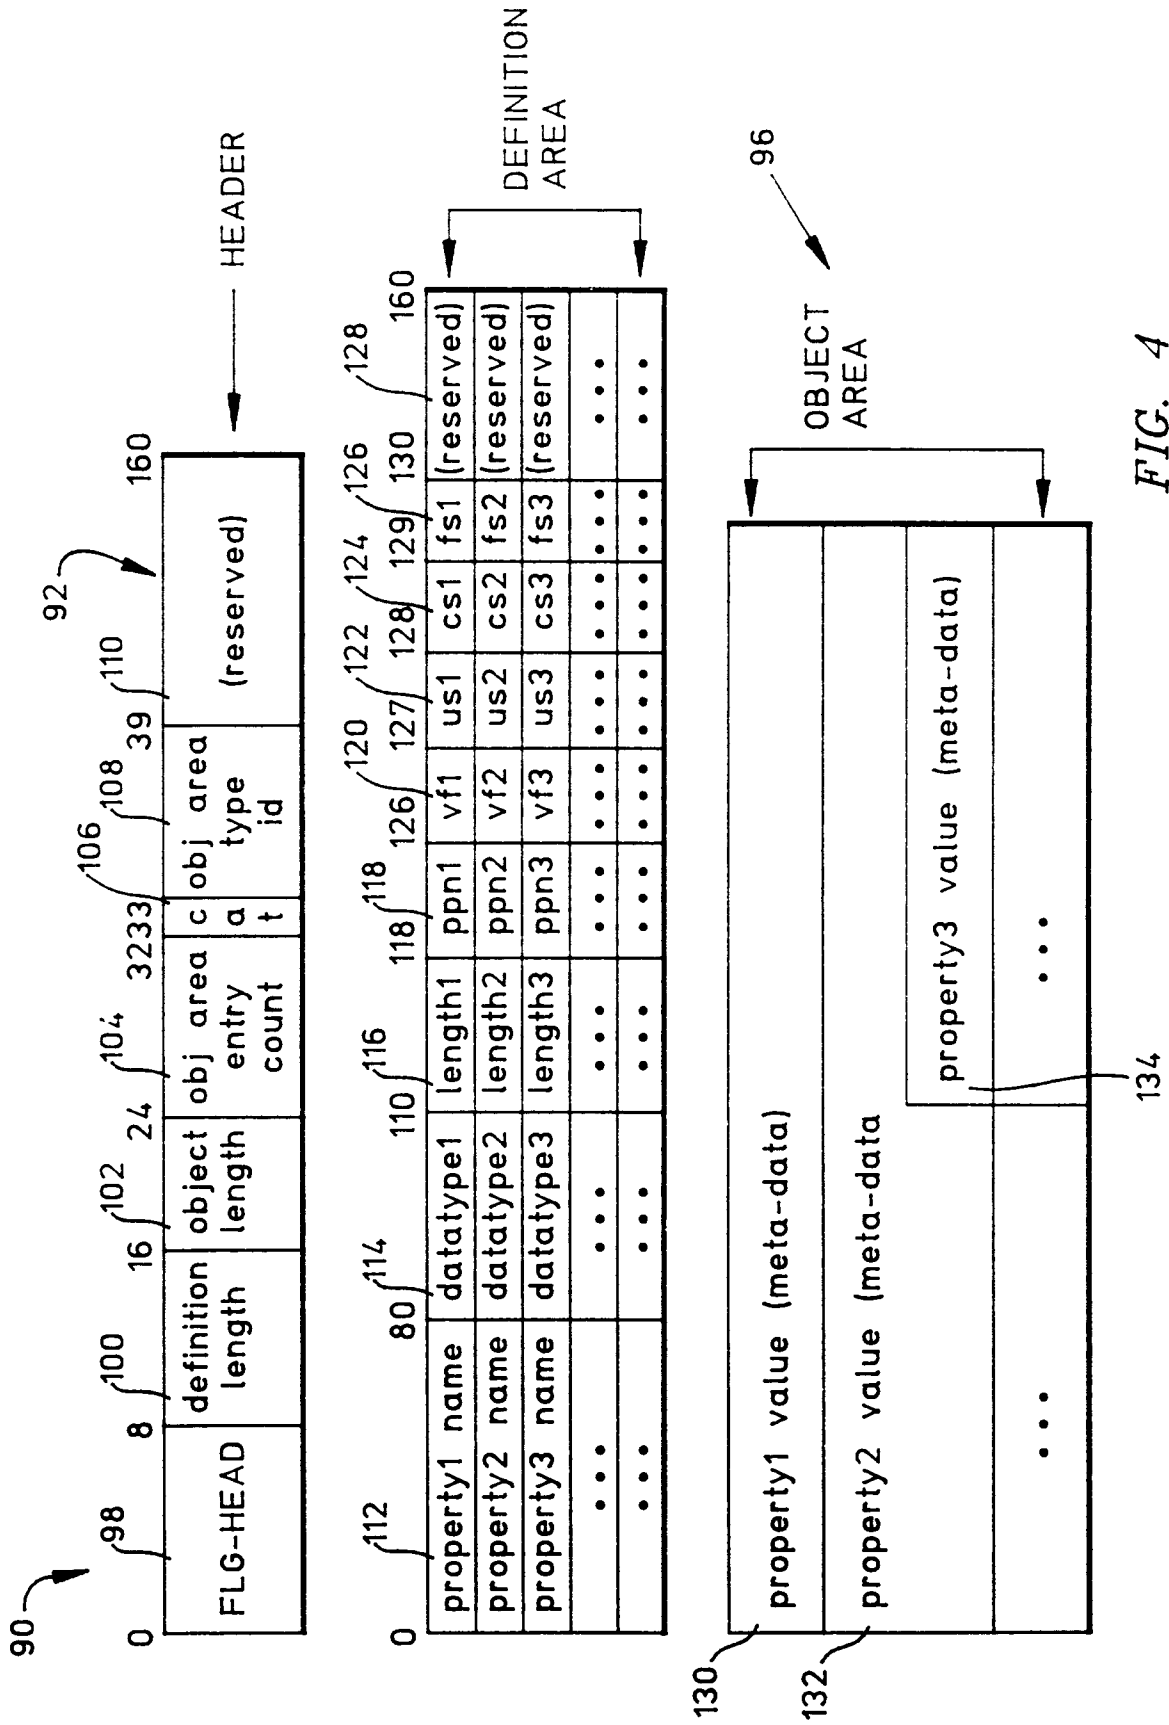 90
98
100
102
104
106
108
110
92
0
8
16
24
32
33
39
160
FLG-HEAD
definition
length
object
length
obj area
entry
count
c
a
t
obj area
type
id
(reserved)
HEADER
112
114
116
118
120
122
124
126
128
0
80
110
118
126
127
128
129
130
160
property1 name datatype1 length1 ppn1 vf1 us1 cs1 fs1 (reserved)
property2 name datatype2 length2 ppn2 vf2 us2 cs2 fs2 (reserved)
property3 name datatype3 length3 ppn3 vf3 us3 cs3 fs3 (reserved)
••• ••• ••• ••• ••• ••• ••• ••• •••
••• ••• ••• ••• ••• ••• ••• ••• •••
DEFINITION
AREA
130
property1 value (meta-data)
132
property2 value (meta-data
property3 value (meta-data)
134
••• •••
OBJECT
AREA
96
FIG. 4